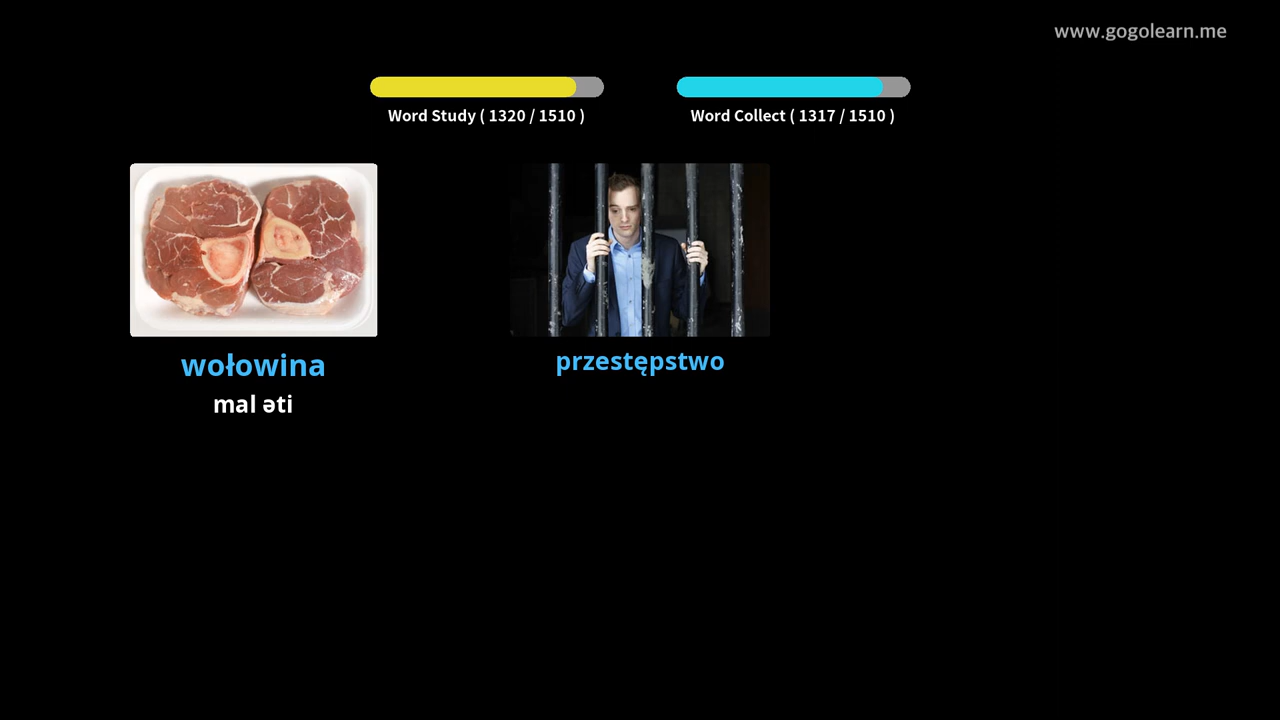 www.gogolearn.me
Word Study ( 1320 / 1510 )
Word Collect ( 1317 / 1510 )
wołowina
mal əti
przestępstwo